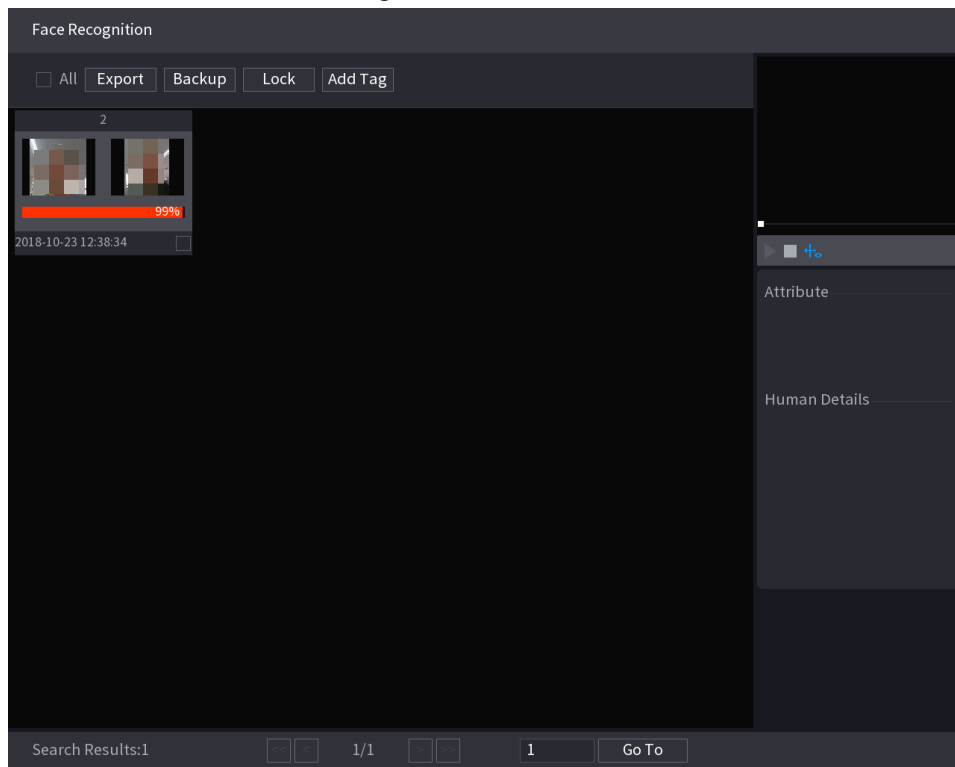 Face Recognition
All Export Backup Lock Add Tag
2
99%
2018-10-23 12:38:34
Attribute
Human Details
Search Results:1 << < 1/1 > >> 1 Go To